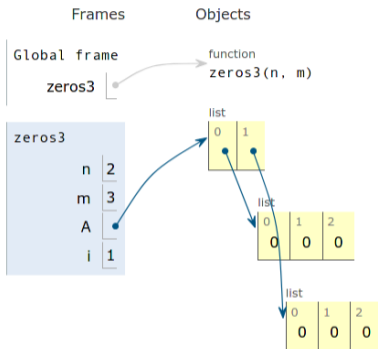 Frames Objects
Global frame
function
zeros3
zeros3(n, m)
list
zeros3
0 1
n 2
m 3
A
list
i 1
0 1 2
0 0 0
list
0 1 2
0 0 0